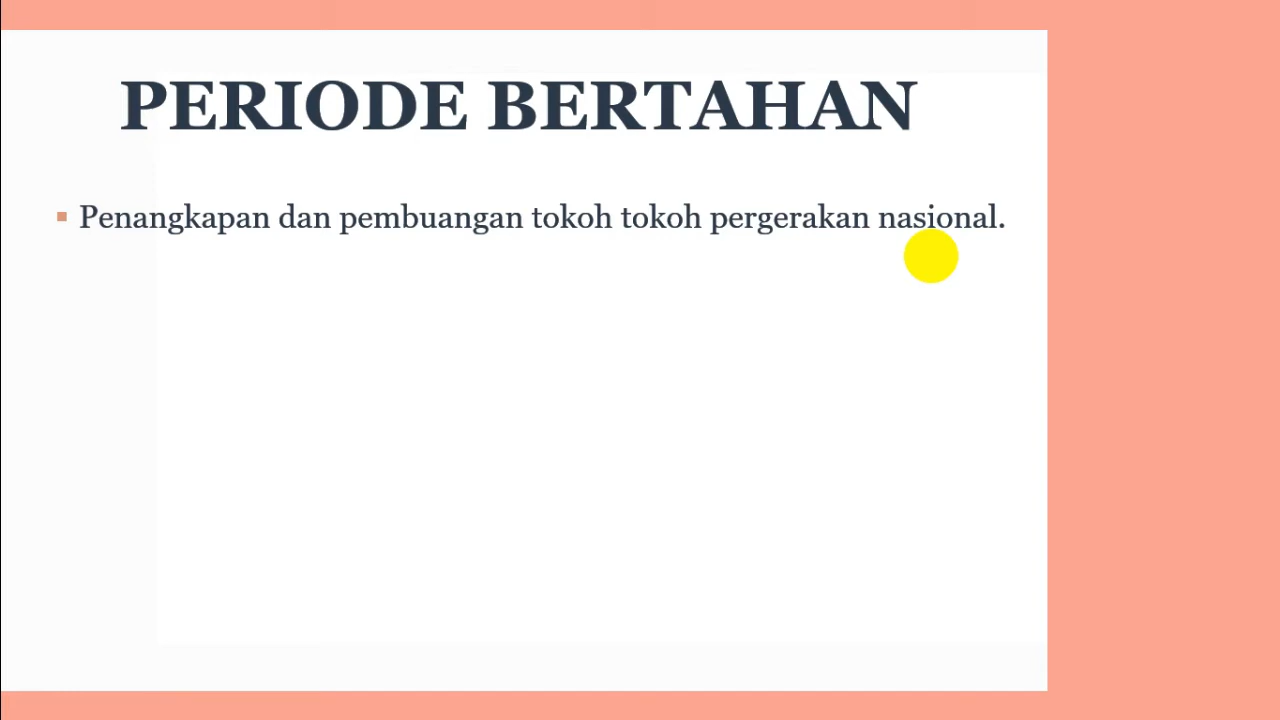 PERIODE BERTAHAN
Penangkapan dan pembuangan tokoh tokoh pergerakan nasional.